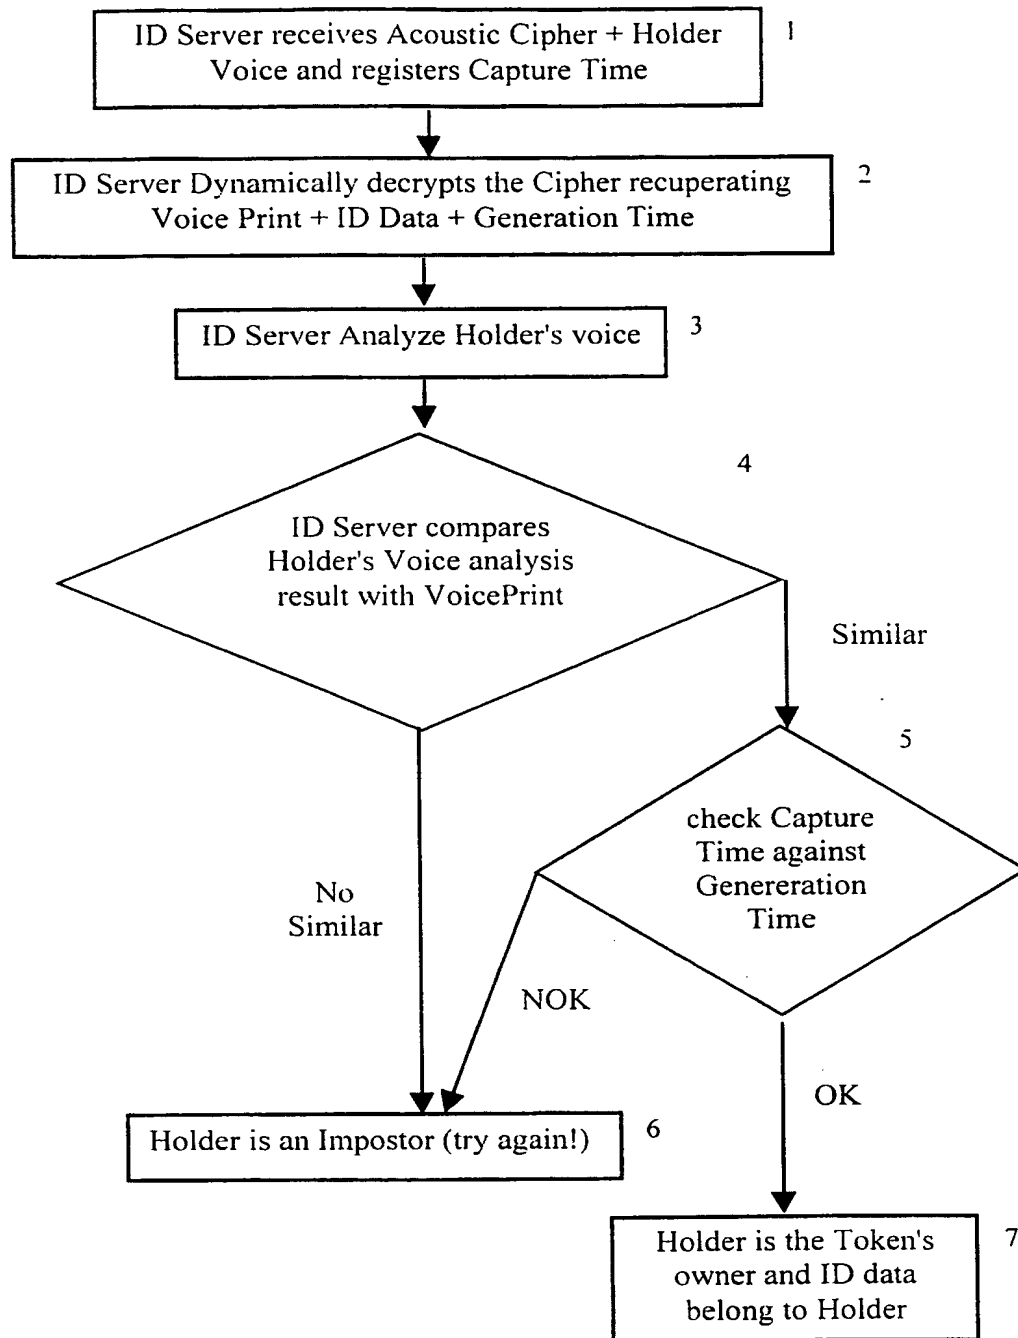 ID Server receives Acoustic Cipher + Holder
Voice and registers Capture Time
1
ID Server Dynamically decrypts the Cipher recuperating
Voice Print + ID Data + Generation Time
2
ID Server Analyze Holder's voice
3
4
ID Server compares
Holder's Voice analysis
result with VoicePrint
Similar
5
check Capture
Time against
Genereration
Time
No
Similar
NOK
OK
Holder is an Impostor (try again!)
6
Holder is the Token's
owner and ID data
belong to Holder
7